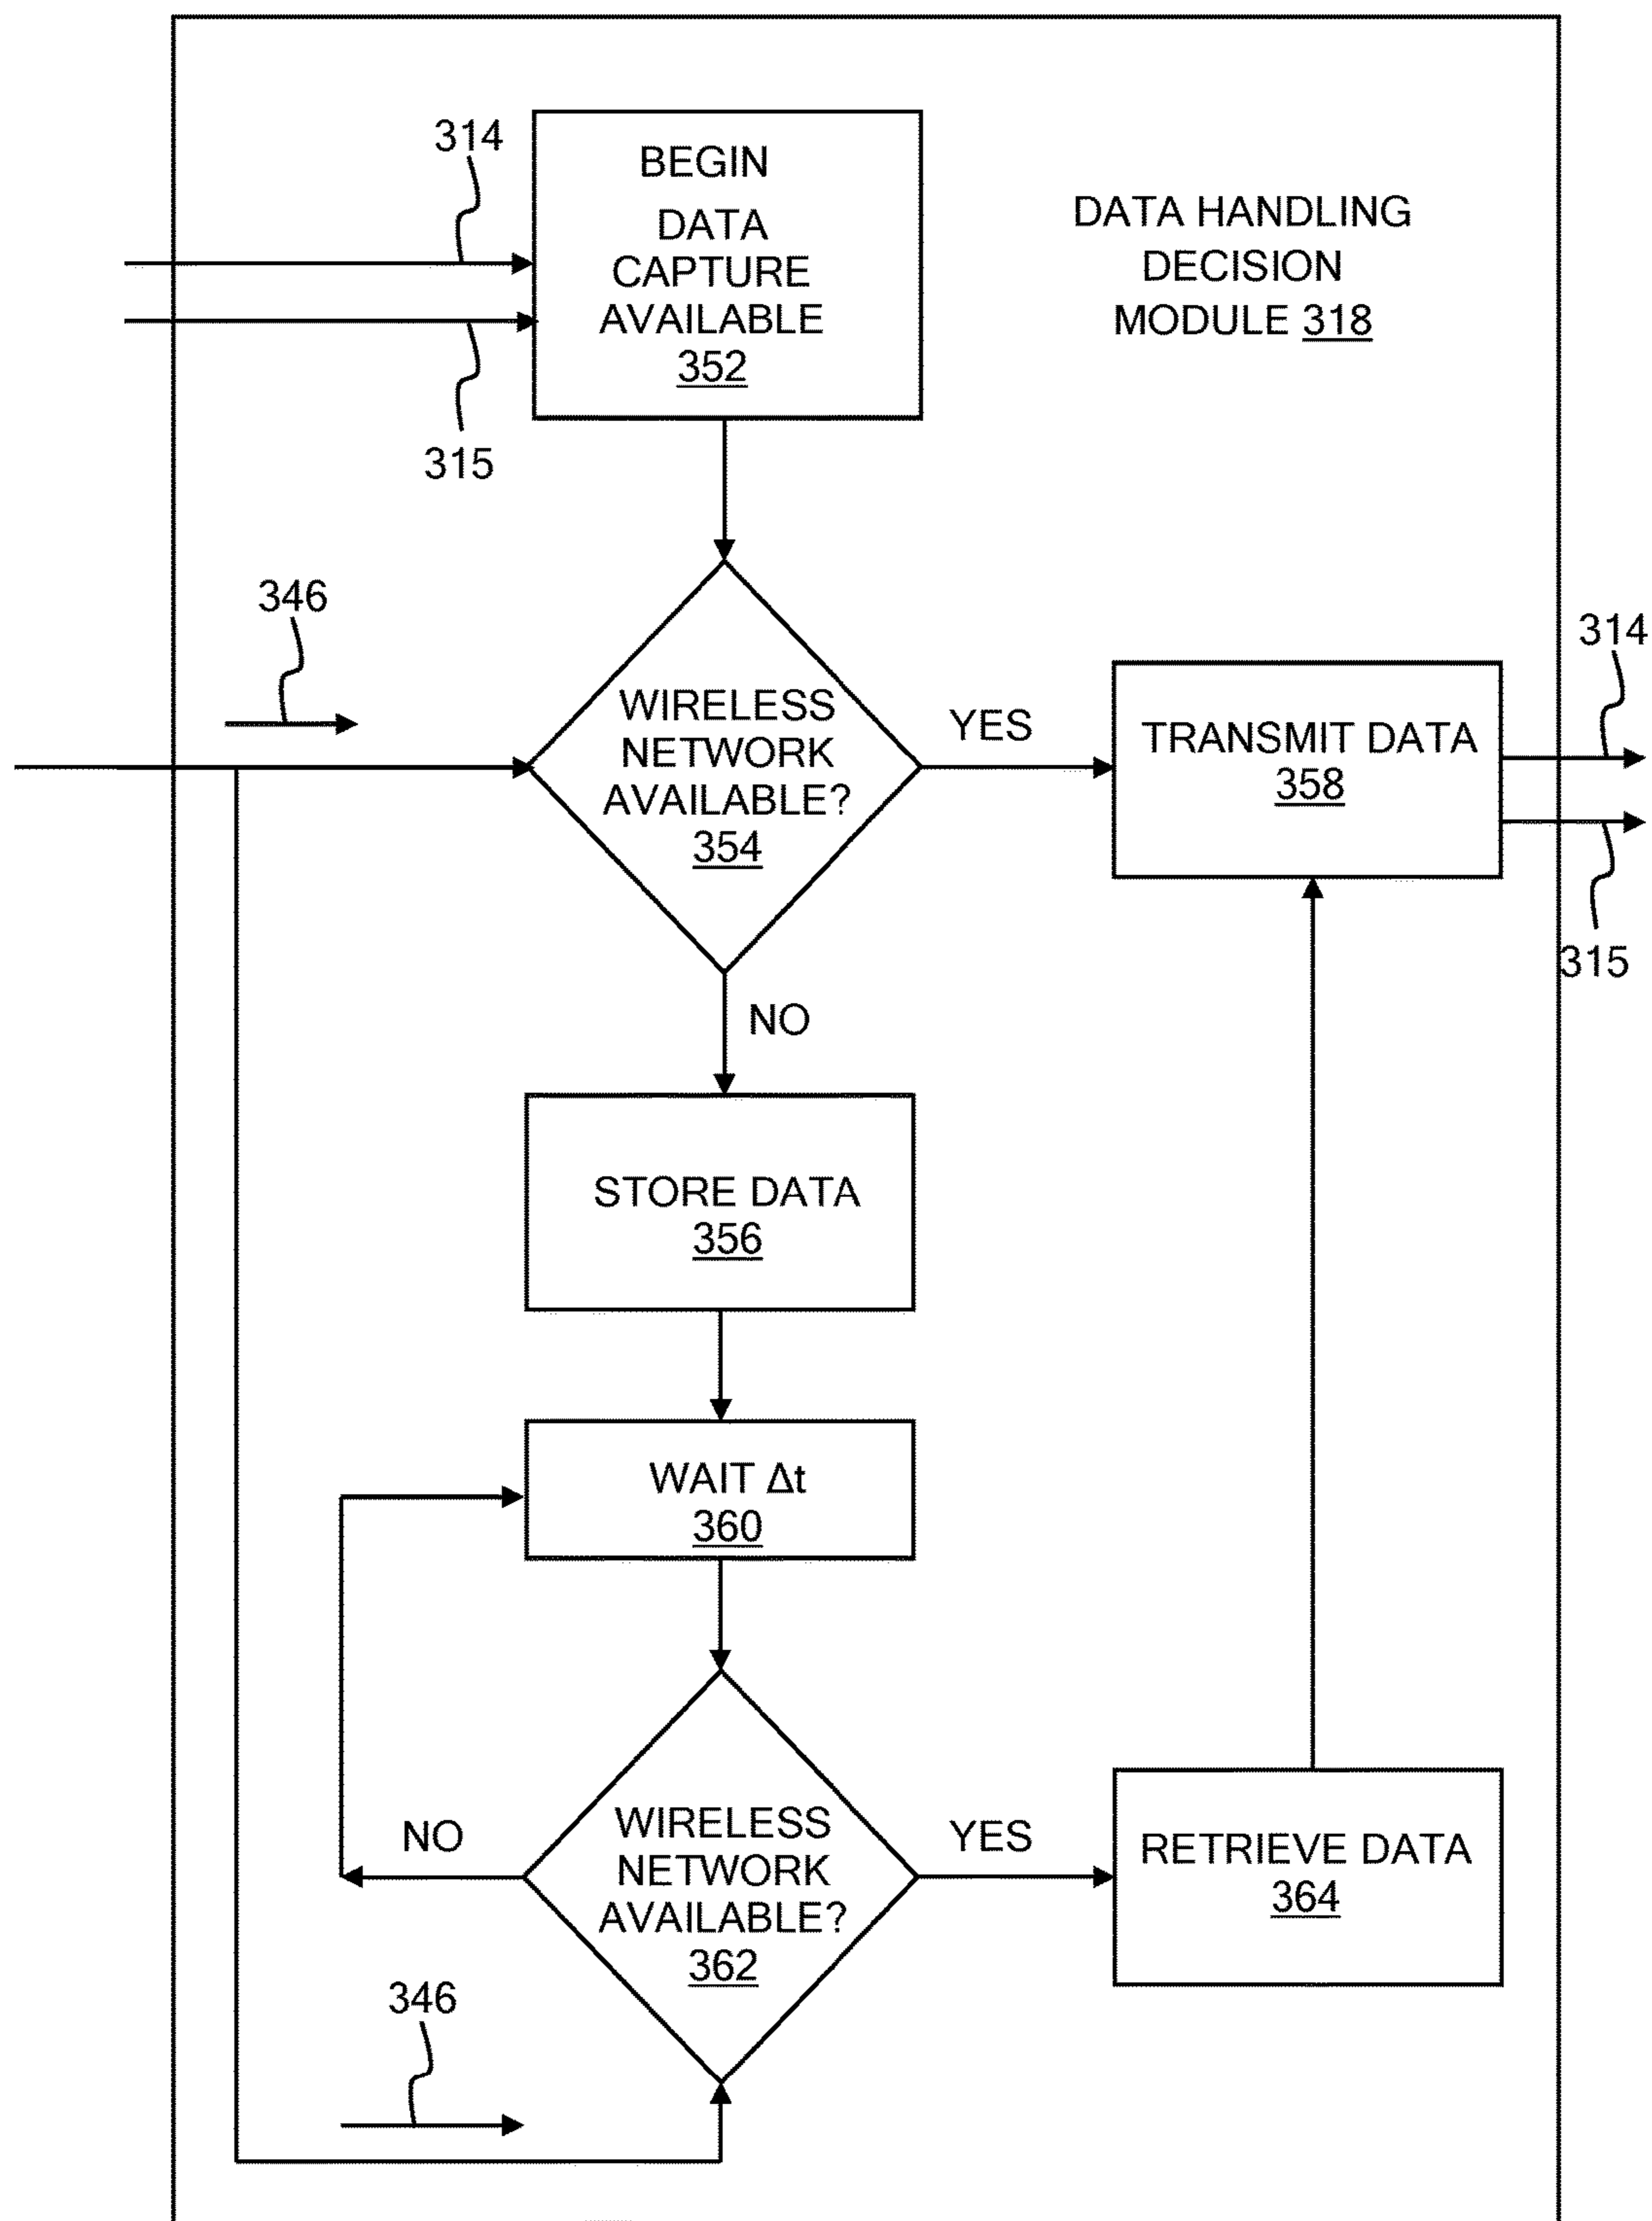 314
BEGIN
DATA
CAPTURE
AVAILABLE
352
DATA HANDLING
DECISION
MODULE 318
315
346
WIRELESS
NETWORK
AVAILABLE?
354
YES
TRANSMIT DATA
358
314
315
NO
STORE DATA
356
WAIT Δt
360
NO
WIRELESS
NETWORK
AVAILABLE?
362
YES
RETRIEVE DATA
364
346